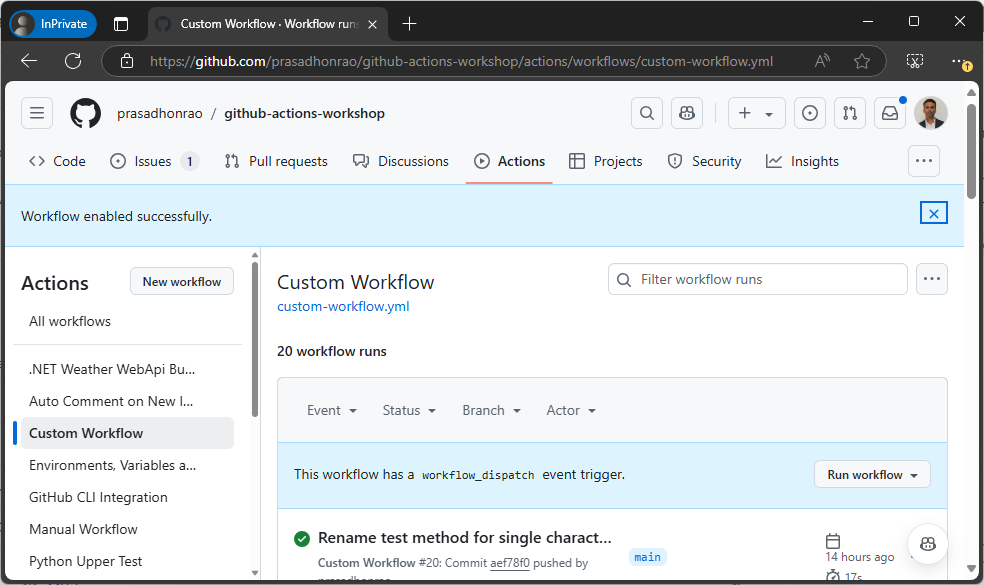 InPrivate
Custom Workflow · Workflow runs
https://github.com/prasadhonrao/github-actions-workshop/actions/workflows/custom-workflow.yml
prasadhonrao / github-actions-workshop
Code Issues 1 Pull requests Discussions Actions Projects Security Insights
Workflow enabled successfully.
Actions
New workflow
All workflows
.NET Weather WebApi Bu...
Auto Comment on New I...
Custom Workflow
Environments, Variables a...
GitHub CLI Integration
Manual Workflow
Python Upper Test
Custom Workflow
custom-workflow.yml
Filter workflow runs
20 workflow runs
Event Status Branch Actor
This workflow has a workflow_dispatch event trigger.
Run workflow
Rename test method for single charact...
Custom Workflow #20: Commit aef78f0 pushed by
prasadhonrao
main
14 hours ago
17s